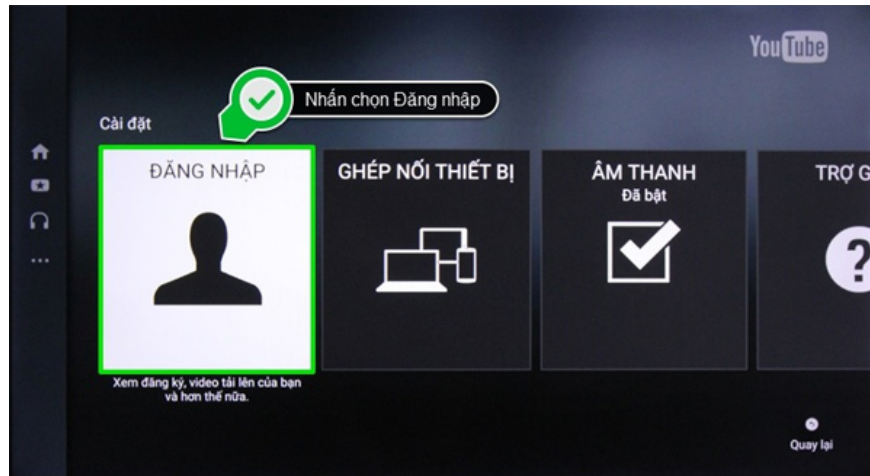 YouTube
Nhấn chọn Đăng nhập
Cài đặt
ĐĂNG NHẬP
GHÉP NỐI THIẾT BỊ
ÂM THANH
Đã bật
TRỢ G
?
Xem đăng ký, video tải lên của bạn
và hơn thế nữa.
Quay lại